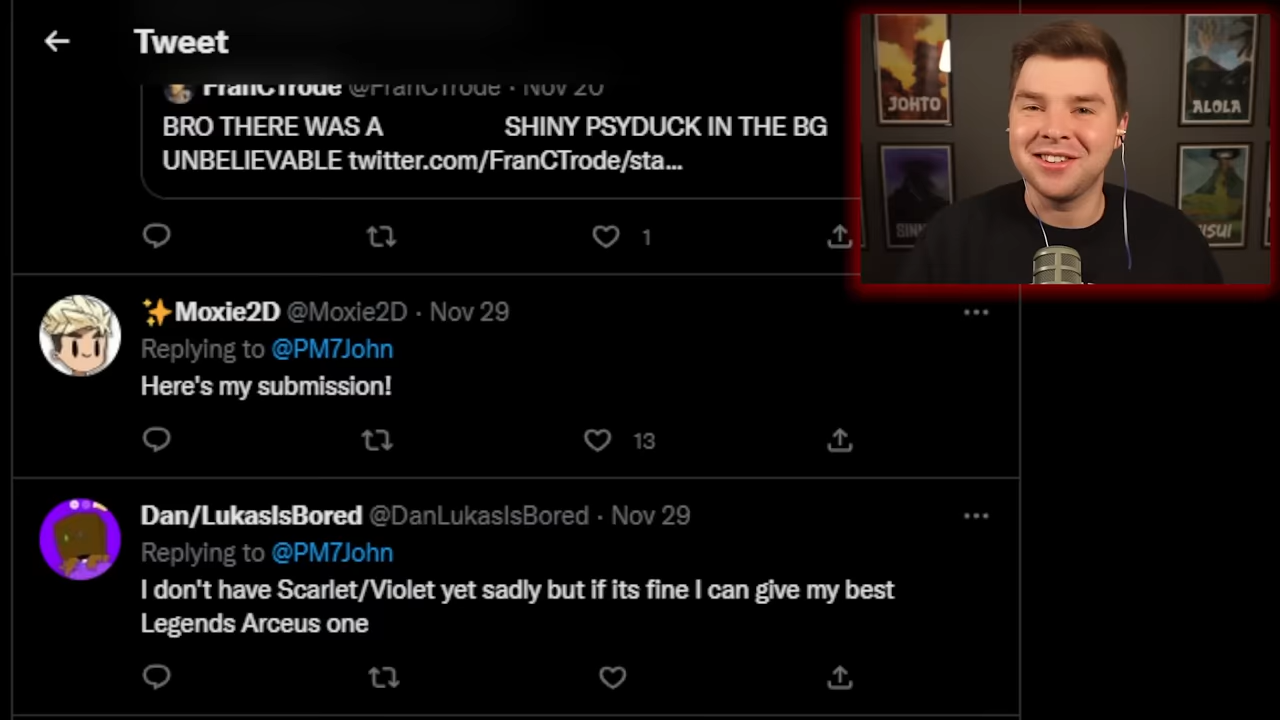 Tweet
FranCTrode @FranCTrode · Nov 20
BRO THERE WAS A SHINY PSYDUCK IN THE BG
UNBELIEVABLE twitter.com/FranCTrode/sta...
1
✨Moxie2D @Moxie2D · Nov 29
Replying to @PM7John
Here's my submission!
13
Dan/LukasIsBored @DanLukasIsBored · Nov 29
Replying to @PM7John
I don't have Scarlet/Violet yet sadly but if its fine I can give my best
Legends Arceus one
JOHTO
ALOLA